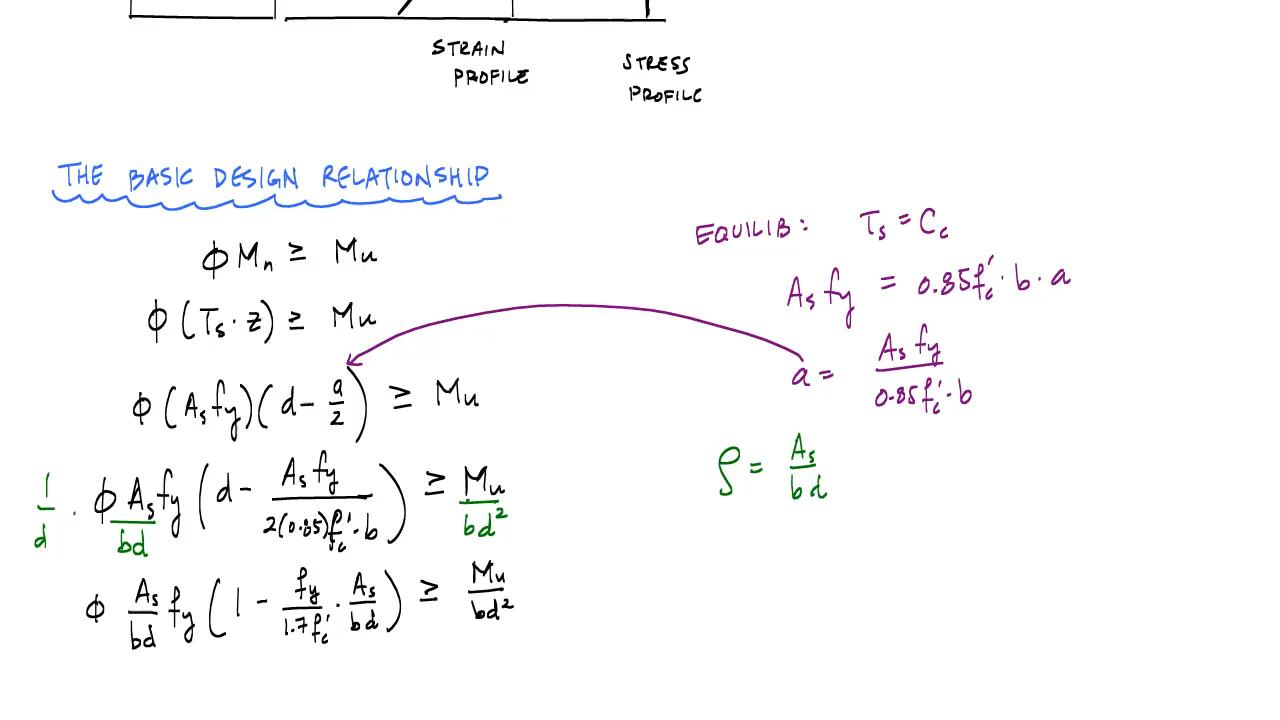 STRAIN
PROFILE
STRESS
PROFILE
THE BASIC DESIGN RELATIONSHIP
ϕ Mn ≥ Mu
ϕ (Ts · z) ≥ Mu
ϕ (As fy)(d − a/2) ≥ Mu
1/d · ϕ As/bd fy (d − As fy / 2(0.85)f'c · b) ≥ Mu/bd²
ϕ As/bd fy (1 − fy/1.7f'c · As/bd) ≥ Mu/bd²
EQUILIB: Ts = Cc
As fy = 0.85f'c · b · a
a = As fy / 0.85f'c · b
ρ = As/bd